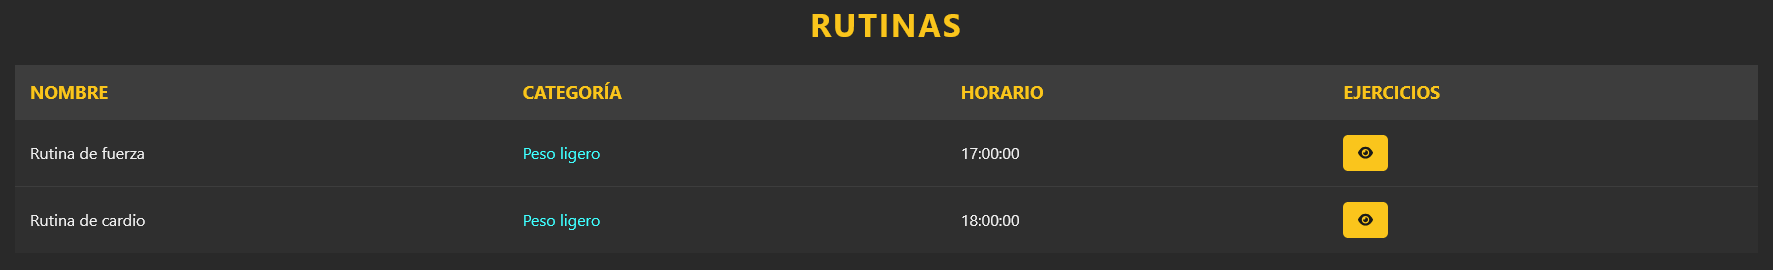 RUTINAS
NOMBRE CATEGORÍA HORARIO EJERCICIOS
Rutina de fuerza Peso ligero 17:00:00
Rutina de cardio Peso ligero 18:00:00